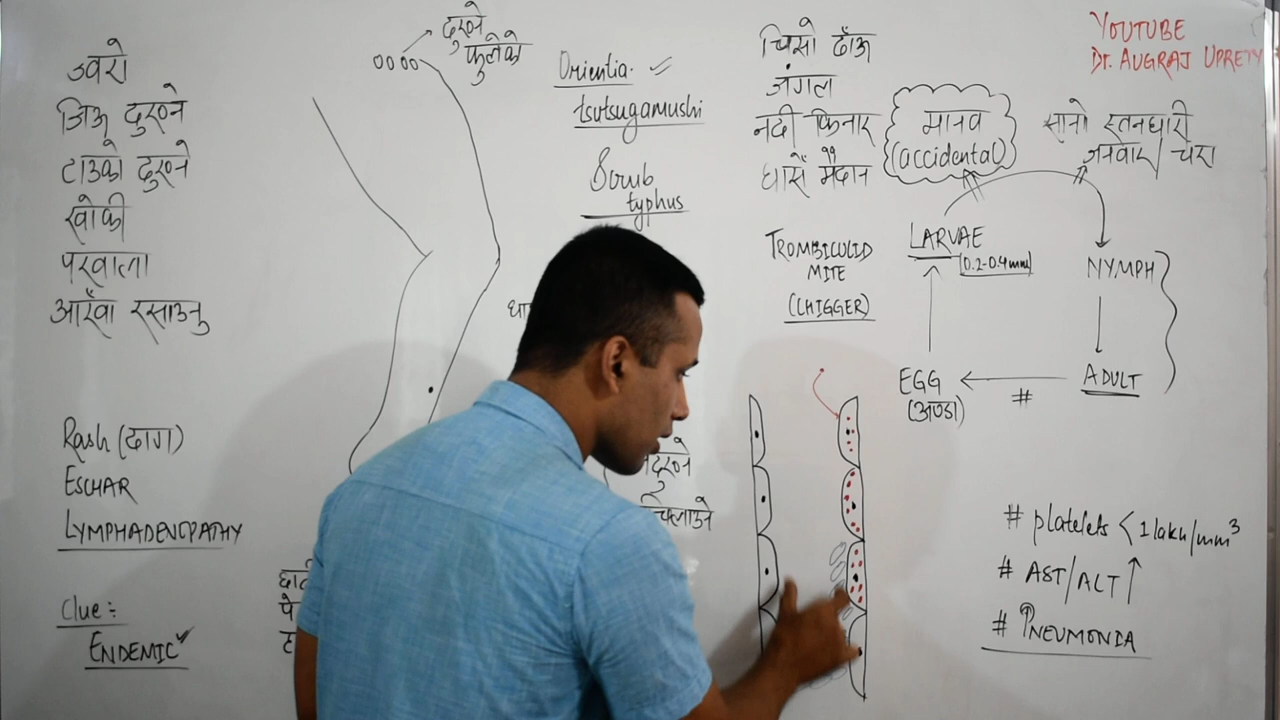 ज्वरो
जिऊ दुख्ने
टाउको दुख्ने
खोकी
पखाला
आँखा रसाउनु
Rash (दाग)
ESCHAR
LYMPHADENOPATHY
Clue:-
ENDEMIC
दुख्ने
फुलेको
Orientia
tsutsugamushi
Scrub
typhus
दुख्ने
चिलाउने
चिसो ठाँऊ
जंगल
नदी किनार
घाँसे मैदान
TROMBICULID
MITE
(CHIGGER)
मानव
(accidental)
सानो स्तनधारी
जनवार/चरा
LARVAE
0.2-0.4mm
NYMPH
ADULT
#
EGG
(अण्डा)
# platelets < 1 lakh/mm³
# AST/ALT ↑
# ↑PNEUMONIA
YOUTUBE
Dr. AUGRAJ UPRETY